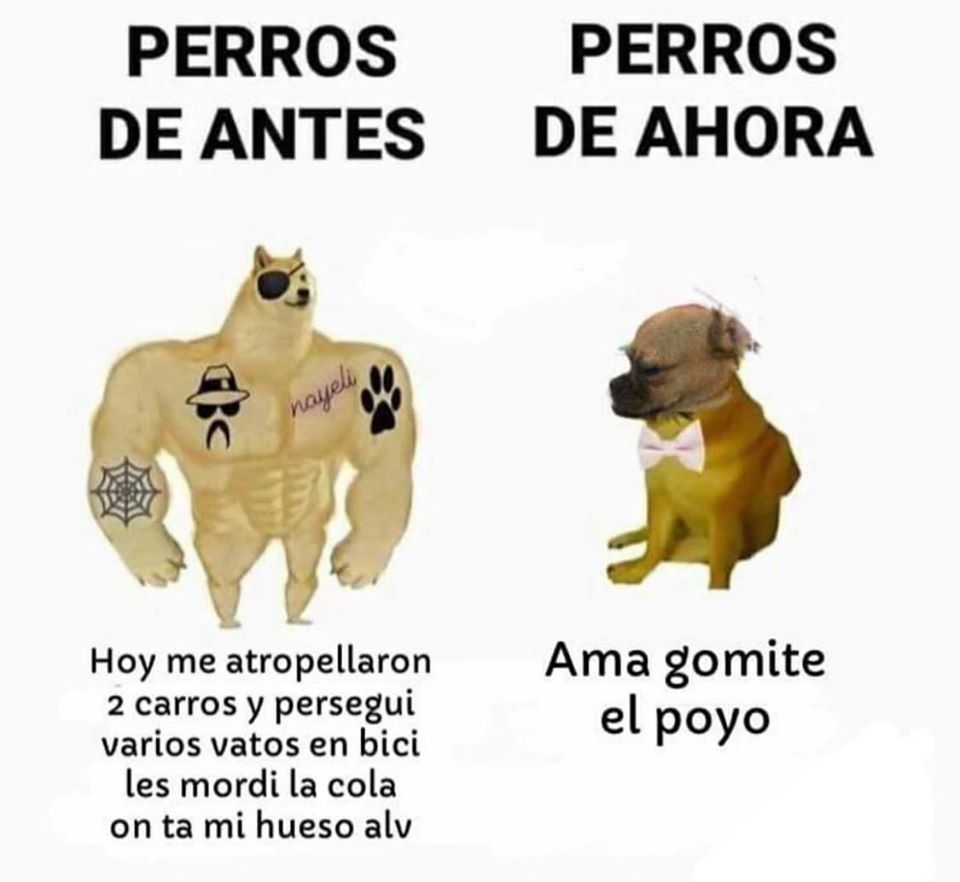 PERROS
DE ANTES
PERROS
DE AHORA
nayeli
Hoy me atropellaron
2 carros y persegui
varios vatos en bici
les mordi la cola
on ta mi hueso alv
Ama gomite
el poyo